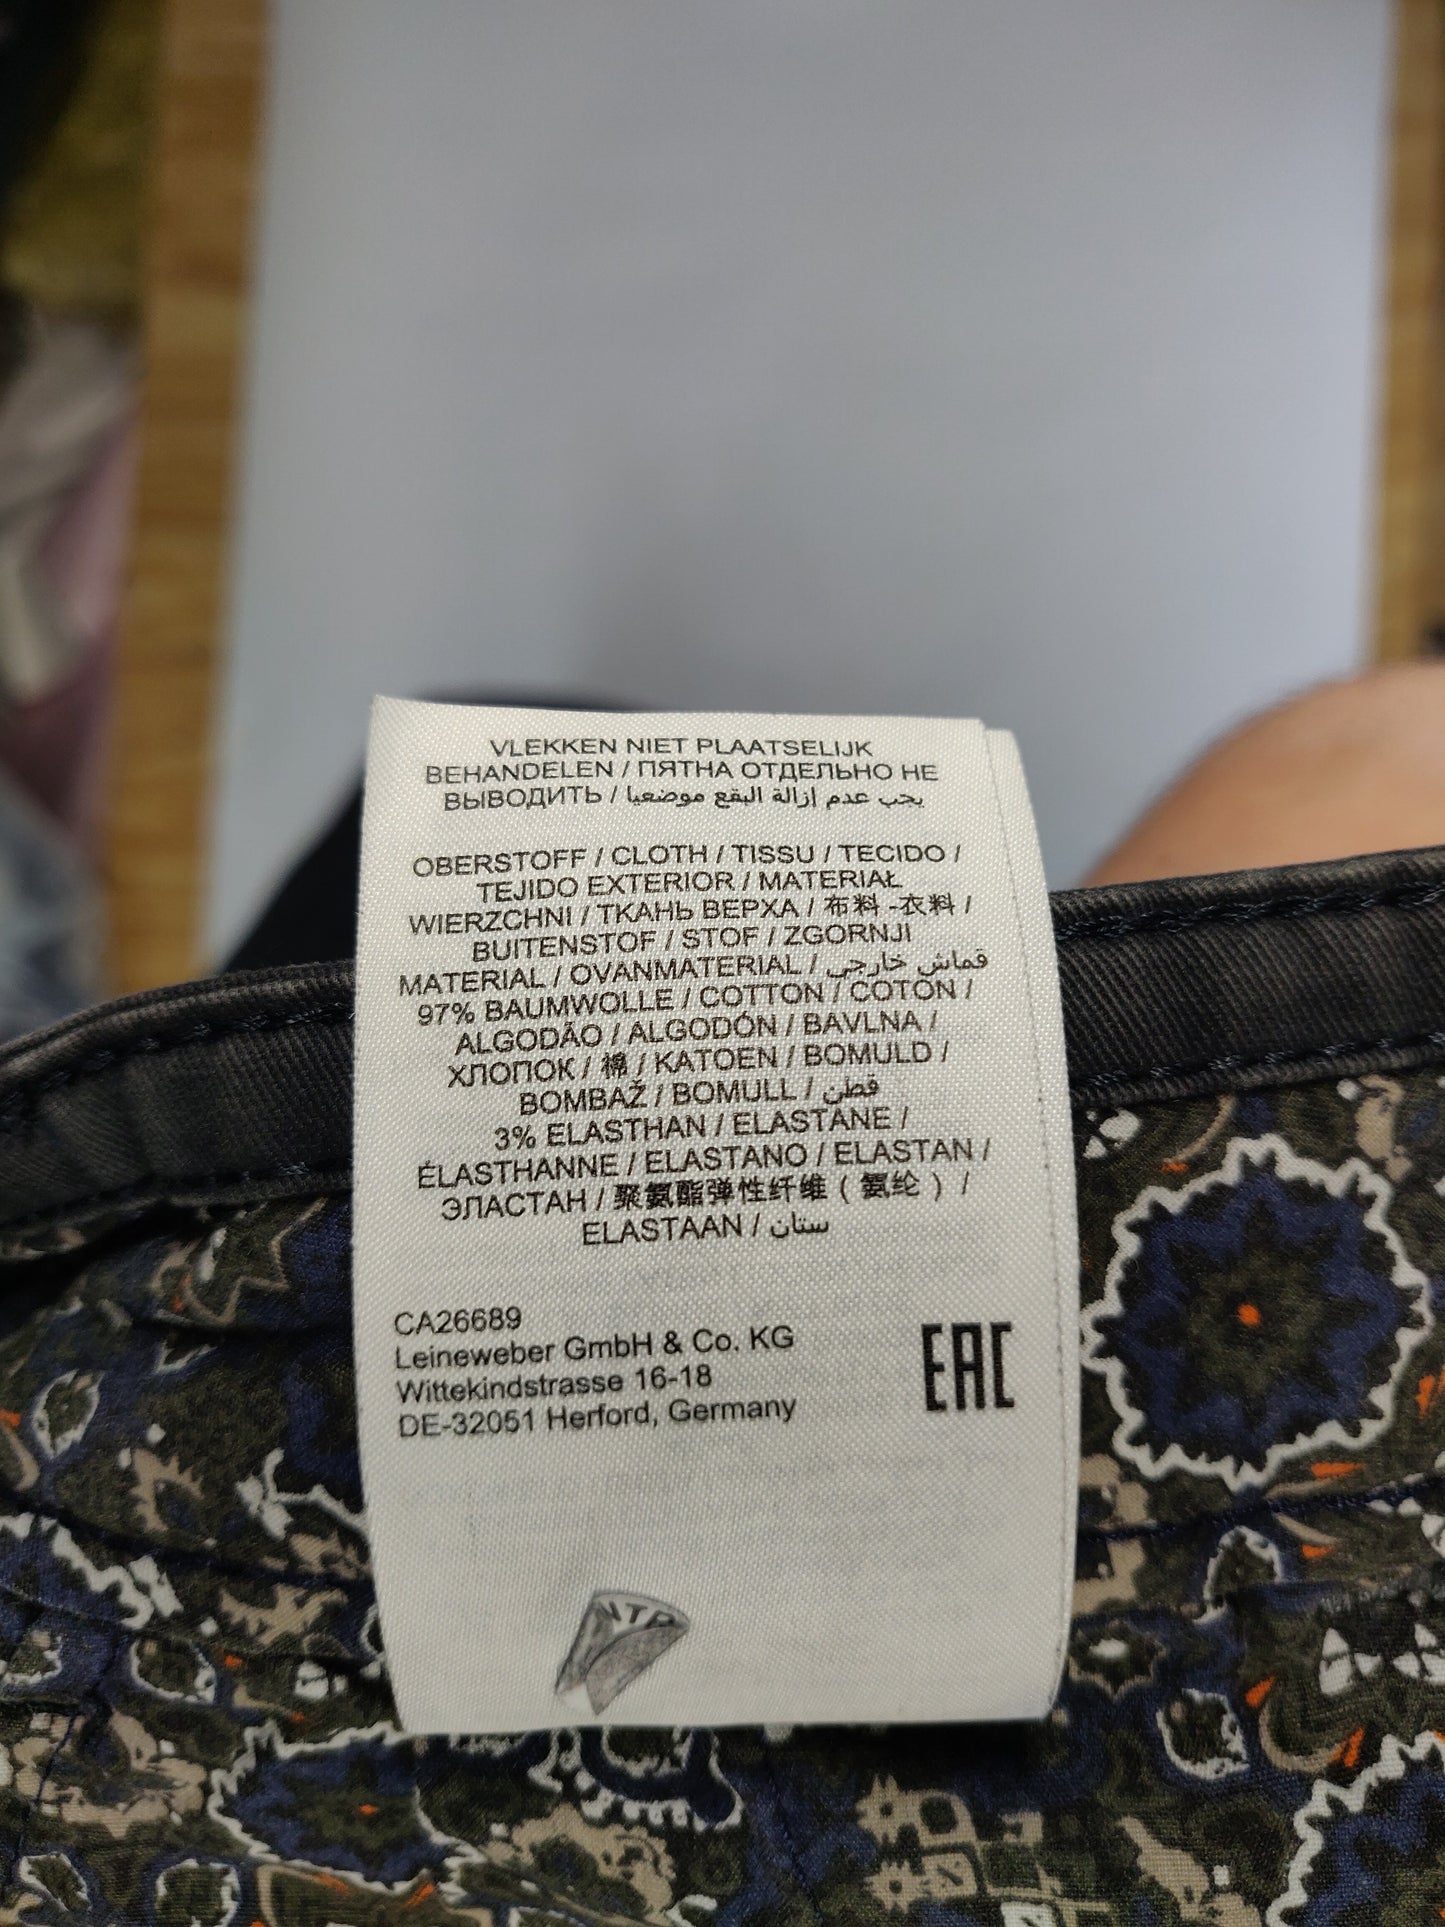 VLEKKEN NIET PLAATSELIJK
BEHANDELEN / ПЯТНА ОТДЕЛЬНО НЕ
ВЫВОДИТЬ / يجب عدم إزالة البقع موضعيا
OBERSTOFF / CLOTH / TISSU / TECIDO /
TEJIDO EXTERIOR / MATERIAŁ
WIERZCHNI / ТКАНЬ ВЕРХА / 布料 -衣料 /
BUITENSTOF / STOF / ZGORNJI
MATERIAL / OVANMATERIAL / قماش خارجي
97% BAUMWOLLE / COTTON / COTON /
ALGODÃO / ALGODÓN / BAVLNA /
ХЛОПОК / 棉 / KATOEN / BOMULD /
BOMBAŽ / BOMULL / قطن
3% ELASTHAN / ELASTANE /
ÉLASTHANNE / ELASTANO / ELASTAN /
ЭЛАСТАН / 聚氨酯弹性纤维 ( 氨纶 ) /
ELASTAAN / ستان
CA26689
Leineweber GmbH & Co. KG
Wittekindstrasse 16-18
DE-32051 Herford, Germany
EAC